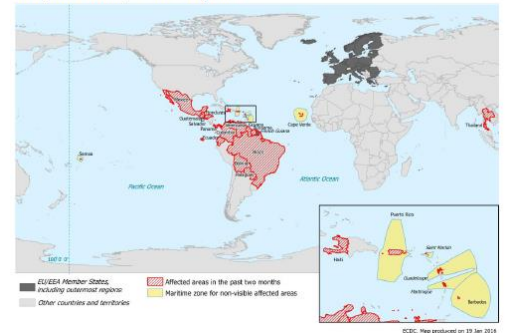 Mexico
Honduras
Guatemala
Salvador
Panama
Colombia
Ecuador
Brazil
Bolivia
Paraguay
Cape Verde
Thailand
Samoa
Pacific Ocean
Atlantic Ocean
Puerto Rico
Haiti
Saint Martin
Guadeloupe
Martinique
Barbados
EU/EEA Member States,
including outermost regions
Other countries and territories
Affected areas in the past two months
Maritime zone for non-visible affected areas
ECDC. Map produced on 19 Jan 2016